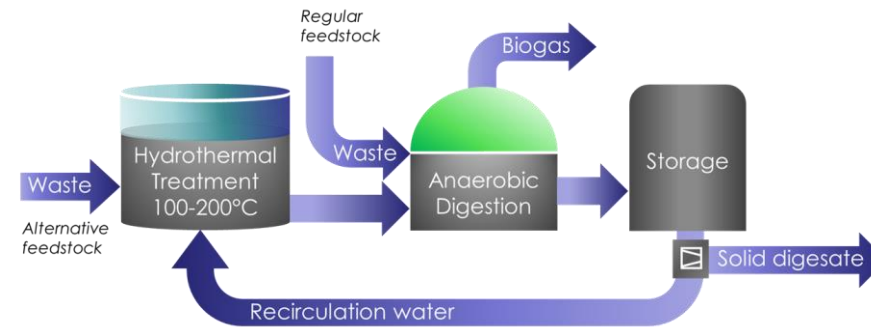 Regular
feedstock
Biogas
Hydrothermal
Treatment
100-200°C
Waste
Storage
Waste
Anaerobic
Digestion
Alternative
feedstock
Solid digesate
Recirculation water